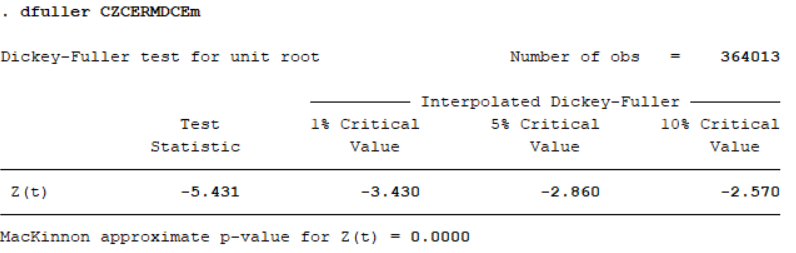 . dfuller CZCERMDCEm
Dickey-Fuller test for unit root Number of obs = 364013
Interpolated Dickey-Fuller
Test 1% Critical 5% Critical 10% Critical
Statistic Value Value Value
Z(t) -5.431 -3.430 -2.860 -2.570
MacKinnon approximate p-value for Z(t) = 0.0000